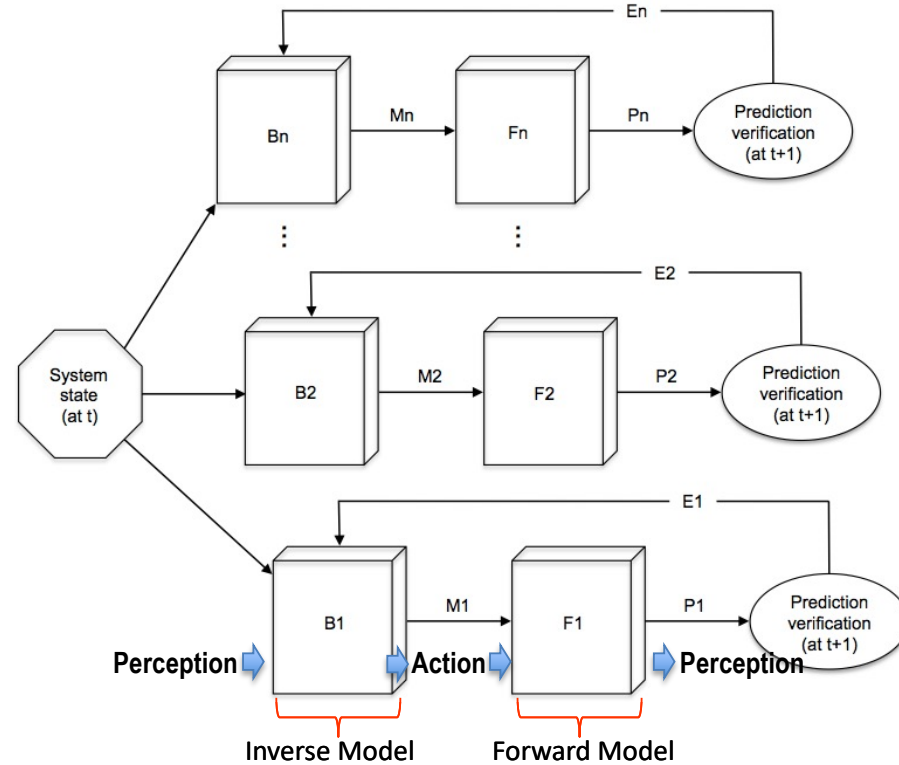 En
Bn
Mn
Fn
Pn
Prediction
verification
(at t+1)
⋮
⋮
E2
System
state
(at t)
B2
M2
F2
P2
Prediction
verification
(at t+1)
E1
B1
M1
F1
P1
Prediction
verification
(at t+1)
Perception
Action
Perception
Inverse Model
Forward Model